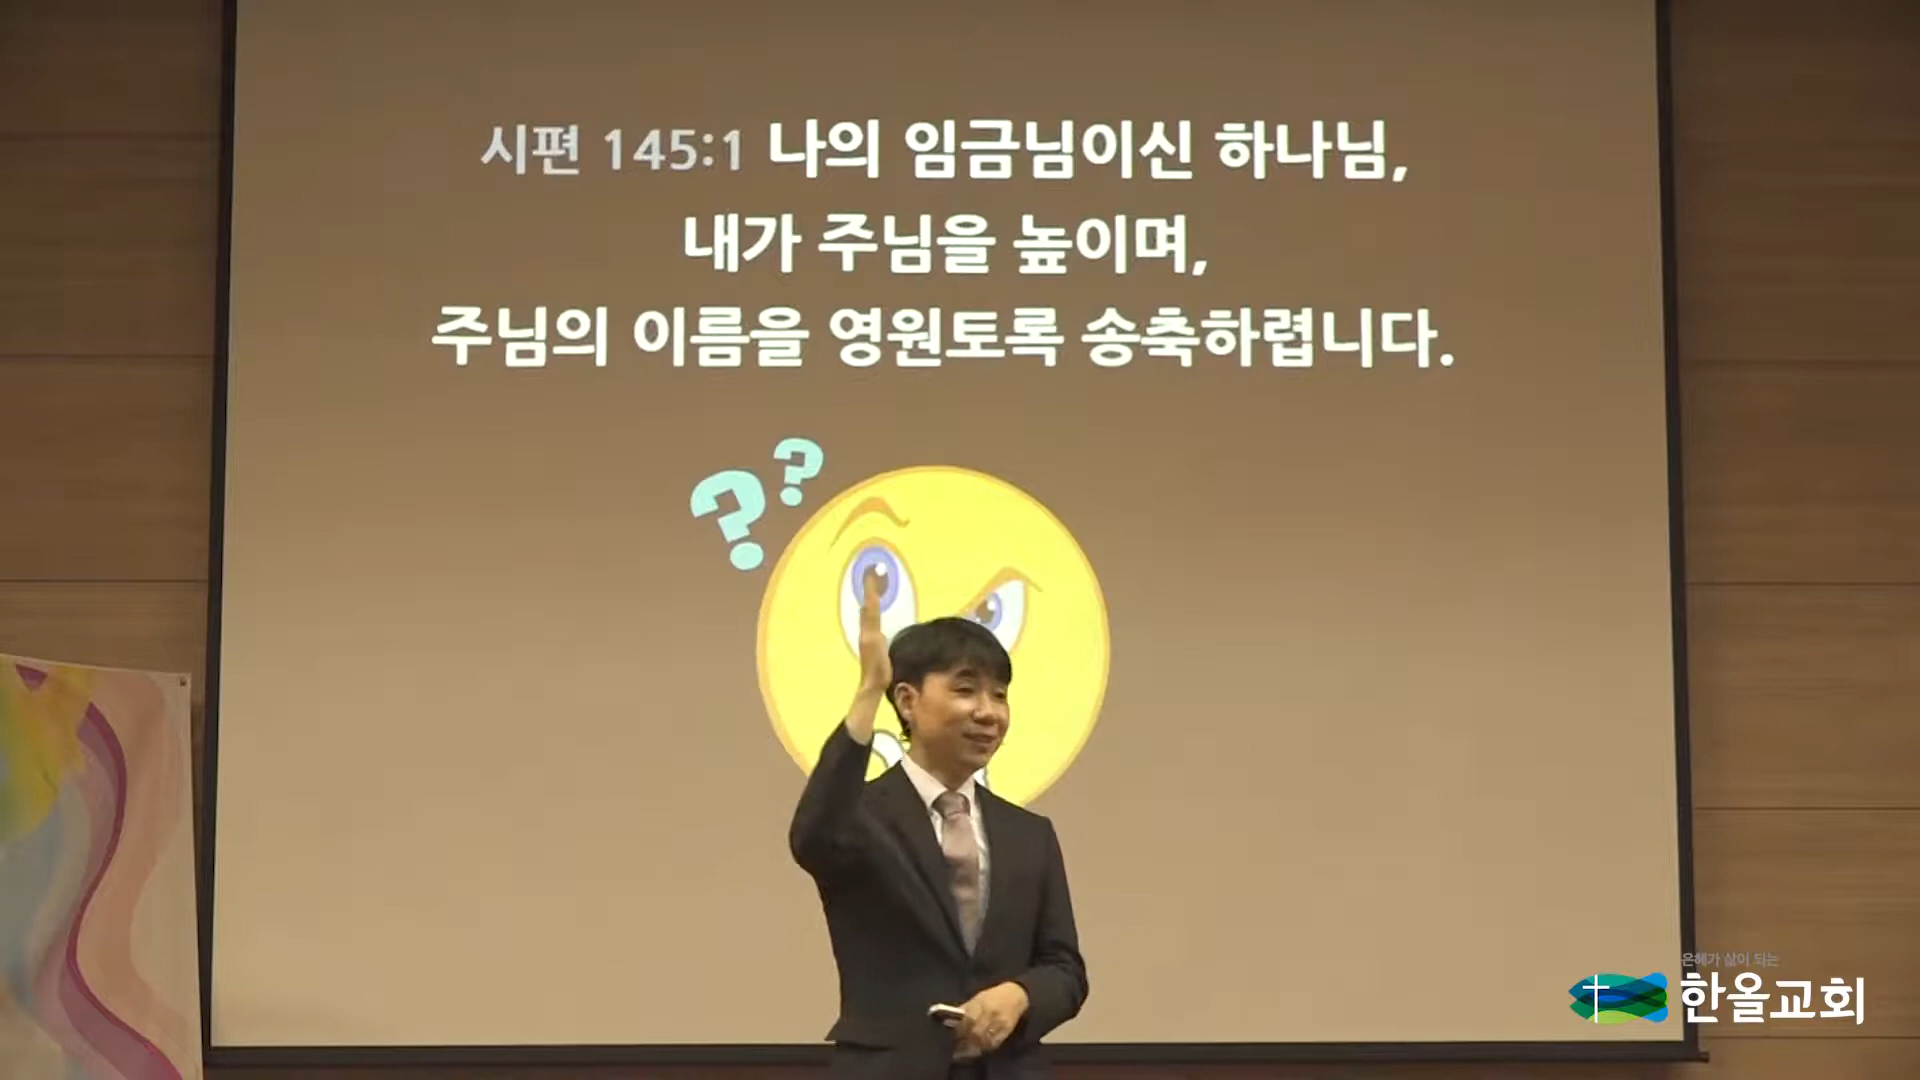 시편 145:1 나의 임금님이신 하나님,
내가 주님을 높이며,
주님의 이름을 영원토록 송축하렵니다.
??
은혜가 삶이 되는
한올교회